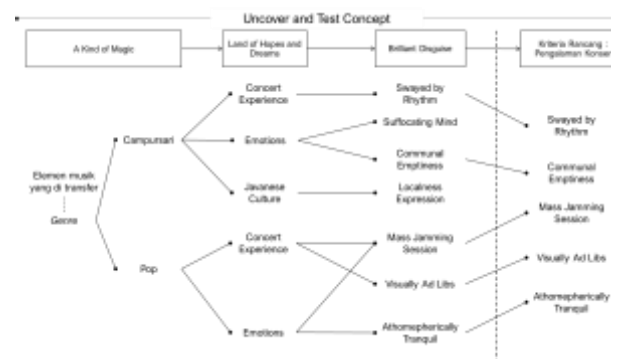 Uncover and Test Concept
A Kind of Magic
Land of Hopes and
Dreams
Brilliant Disguise
Kriteria Rancang :
Pengalaman Konser
Concert
Experience
Swayed by
Rhythm
Swayed by
Rhythm
Campursari
Emotions
Suffocating Mind
Communal
Emptiness
Communal
Emptiness
Elemen musik
yang di transfer
Genre
Javanese
Culture
Localness
Expression
Mass Jamming
Session
Concert
Experience
Mass Jamming
Session
Pop
Visually Ad Libs
Visually Ad Libs
Emotions
Athomepherically
Tranquil
Athomepherically
Tranquil